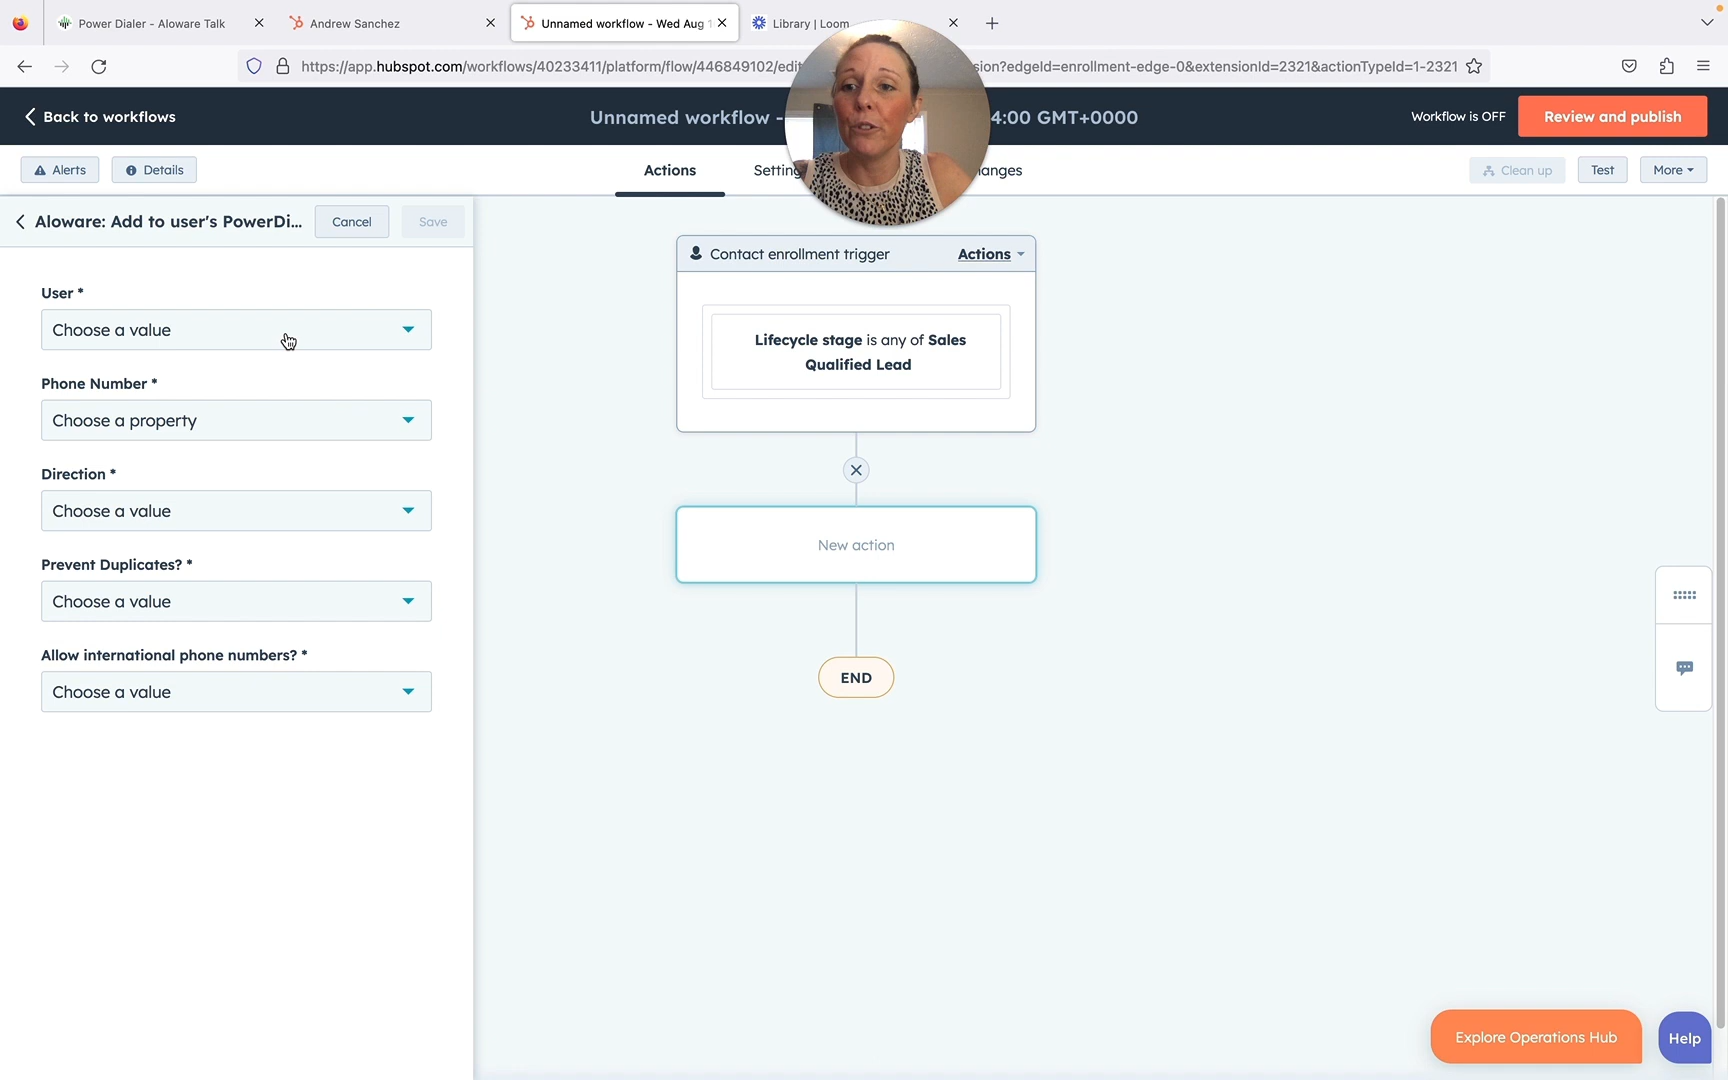 Power Dialer - Aloware Talk
Andrew Sanchez
Unnamed workflow - Wed Aug 1
Library | Loom
https://app.hubspot.com/workflows/40233411/platform/flow/446849102/edit
sion?edgeId=enrollment-edge-0&extensionId=2321&actionTypeId=1-2321
Back to workflows
Unnamed workflow -
4:00 GMT+0000
Workflow is OFF
Review and publish
Alerts
Details
Actions
Setting
anges
Clean up
Test
More
Aloware: Add to user's PowerDi...
Cancel
Save
User *
Choose a value
Phone Number *
Choose a property
Direction *
Choose a value
Prevent Duplicates? *
Choose a value
Allow international phone numbers? *
Choose a value
Contact enrollment trigger
Actions
Lifecycle stage is any of Sales
Qualified Lead
New action
END
Explore Operations Hub
Help